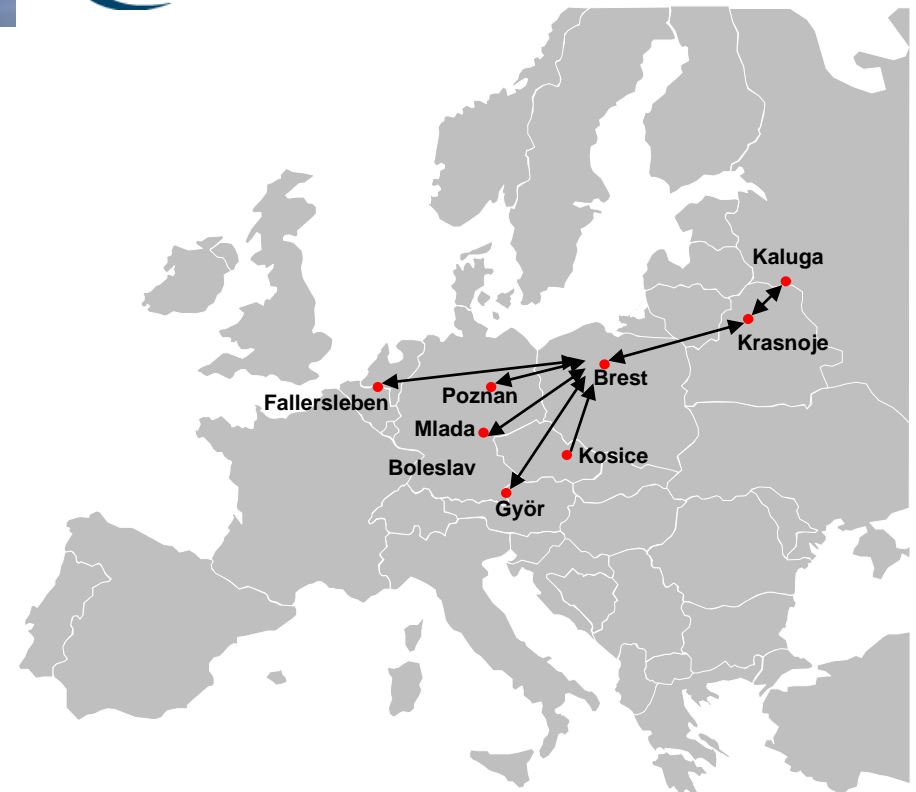 Kaluga
Krasnoje
Brest
Fallersleben
Poznan
Mlada
Boleslav
Kosice
Györ